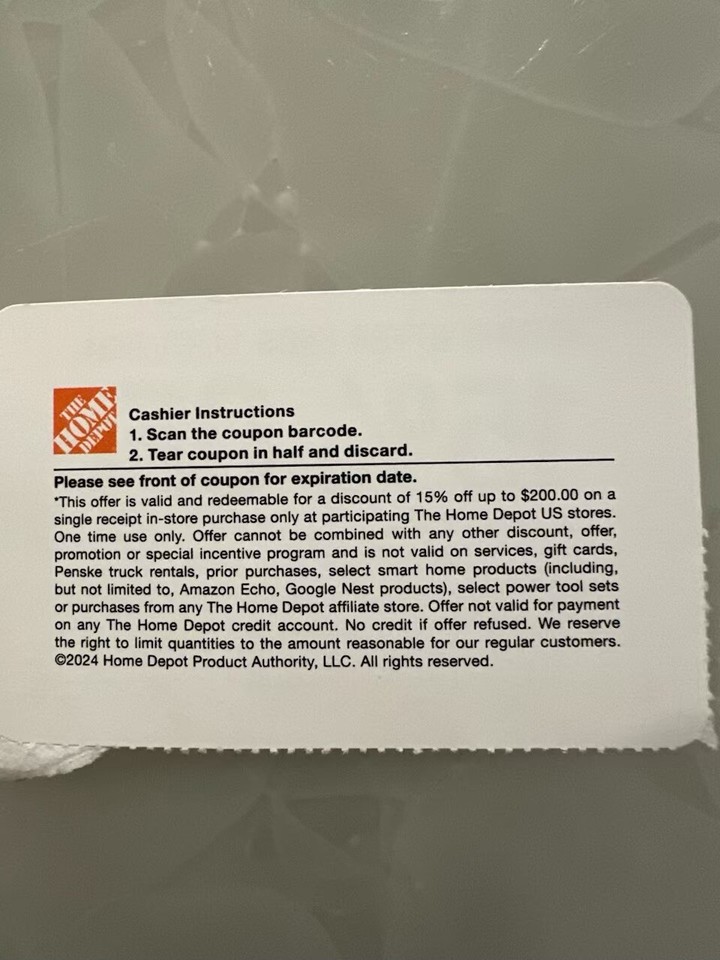 THE
HOME
DEPOT
Cashier Instructions
1. Scan the coupon barcode.
2. Tear coupon in half and discard.
Please see front of coupon for expiration date.
*This offer is valid and redeemable for a discount of 15% off up to $200.00 on a
single receipt in-store purchase only at participating The Home Depot US stores.
One time use only. Offer cannot be combined with any other discount, offer,
promotion or special incentive program and is not valid on services, gift cards,
Penske truck rentals, prior purchases, select smart home products (including,
but not limited to, Amazon Echo, Google Nest products), select power tool sets
or purchases from any The Home Depot affiliate store. Offer not valid for payment
on any The Home Depot credit account. No credit if offer refused. We reserve
the right to limit quantities to the amount reasonable for our regular customers.
©2024 Home Depot Product Authority, LLC. All rights reserved.